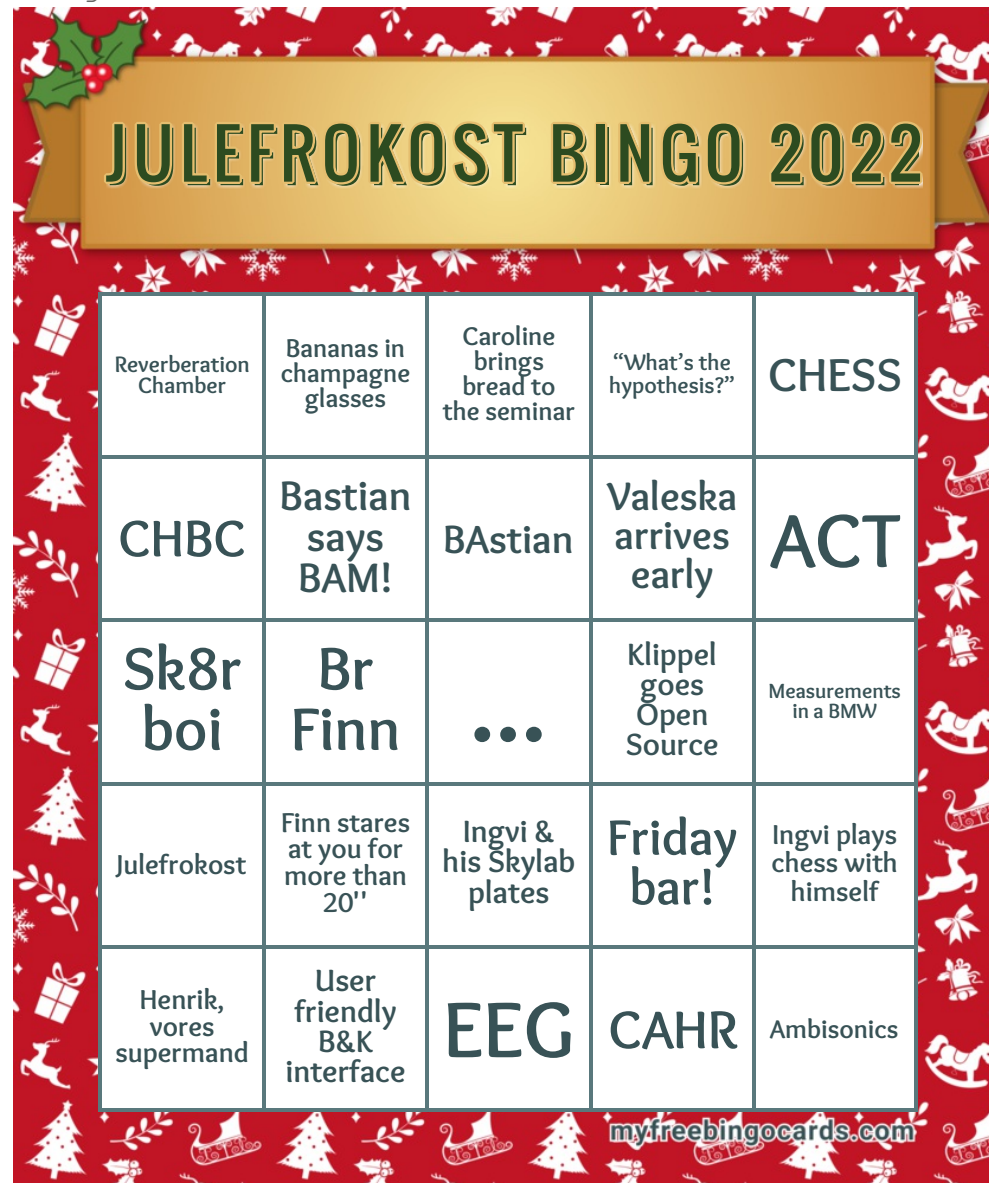 JULEFROKOST BINGO 2022
Reverberation
Chamber
Bananas in
champagne
glasses
Caroline
brings
bread to
the seminar
“What’s the
hypothesis?”
CHESS
CHBC
Bastian
says
BAM!
BAstian
Valeska
arrives
early
ACT
Sk8r
boi
Br
Finn
...
Klippel
goes
Open
Source
Measurements
in a BMW
Julefrokost
Finn stares
at you for
more than
20''
Ingvi &
his Skylab
plates
Friday
bar!
Ingvi plays
chess with
himself
Henrik,
vores
supermand
User
friendly
B&K
interface
EEG
CAHR
Ambisonics
myfreebingocards.com